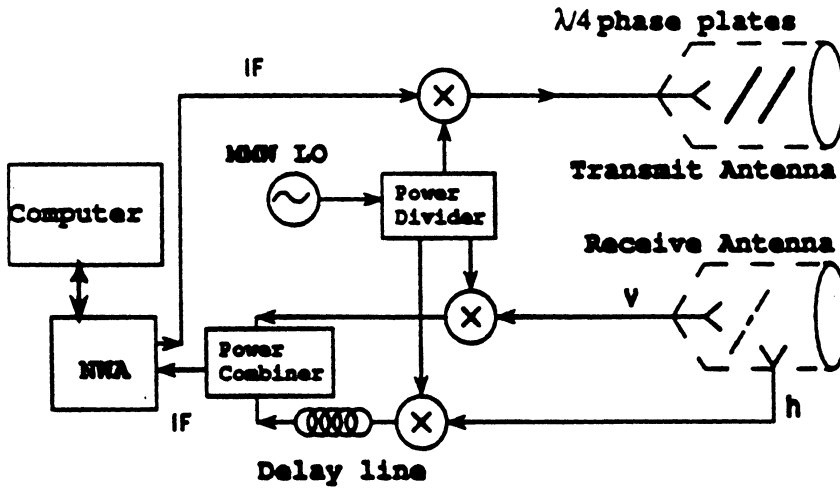 λ/4 phase plates
IF
MMW LO
Transmit Antenna
Power
Divider
Computer
Receive Antenna
V
Power
Combiner
NWA
IF
h
Delay line